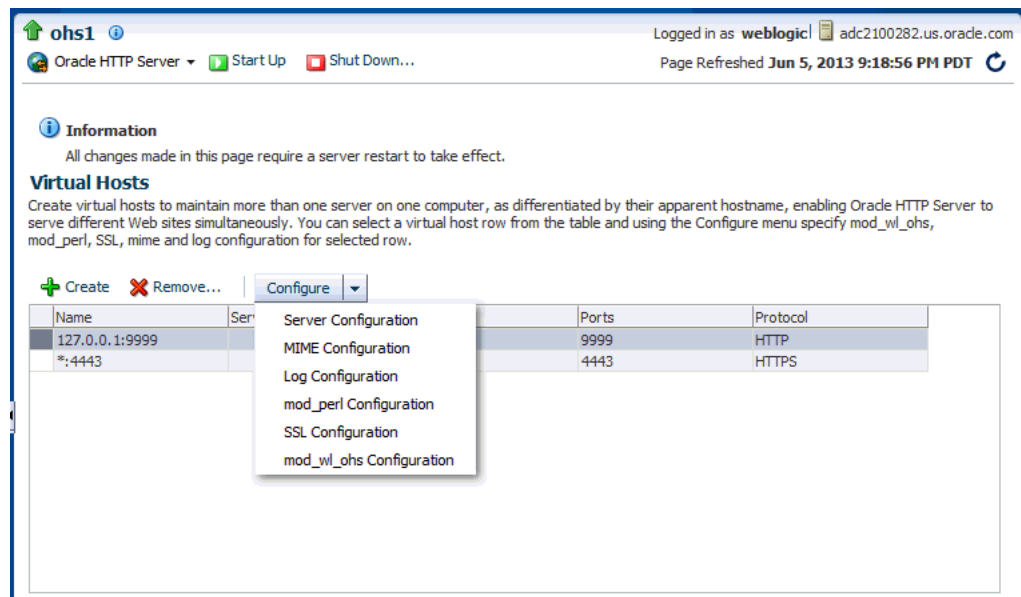 ohs1
Logged in as weblogic adc2100282.us.oracle.com
Oracle HTTP Server Start Up Shut Down...
Page Refreshed Jun 5, 2013 9:18:56 PM PDT
Information
All changes made in this page require a server restart to take effect.
Virtual Hosts
Create virtual hosts to maintain more than one server on one computer, as differentiated by their apparent hostname, enabling Oracle HTTP Server to
serve different Web sites simultaneously. You can select a virtual host row from the table and using the Configure menu specify mod_wl_ohs,
mod_perl, SSL, mime and log configuration for selected row.
Create Remove... Configure
Name Ser Ports Protocol
127.0.0.1:9999 9999 HTTP
*:4443 4443 HTTPS
Server Configuration
MIME Configuration
Log Configuration
mod_perl Configuration
SSL Configuration
mod_wl_ohs Configuration